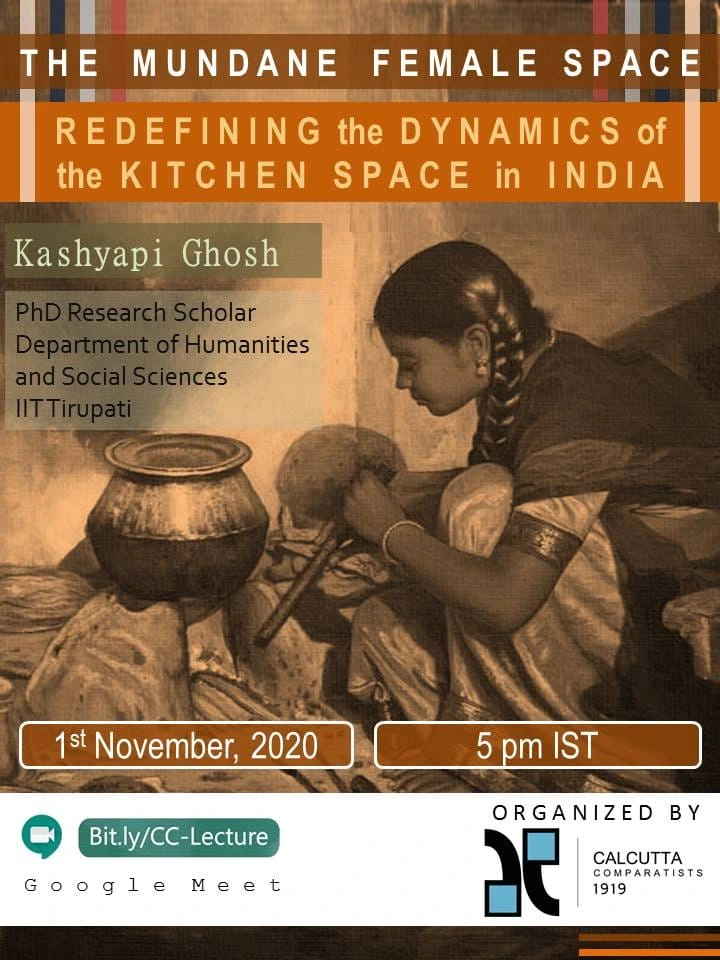 THE MUNDANE FEMALE SPACE
REDEFINING the DYNAMICS of
the KITCHEN SPACE in INDIA
Kashyapi Ghosh
PhD Research Scholar
Department of Humanities
and Social Sciences
IIT Tirupati
1st November, 2020
5 pm IST
Bit.ly/CC-Lecture
Google Meet
ORGANIZED BY
CALCUTTA
COMPARATISTS
1919